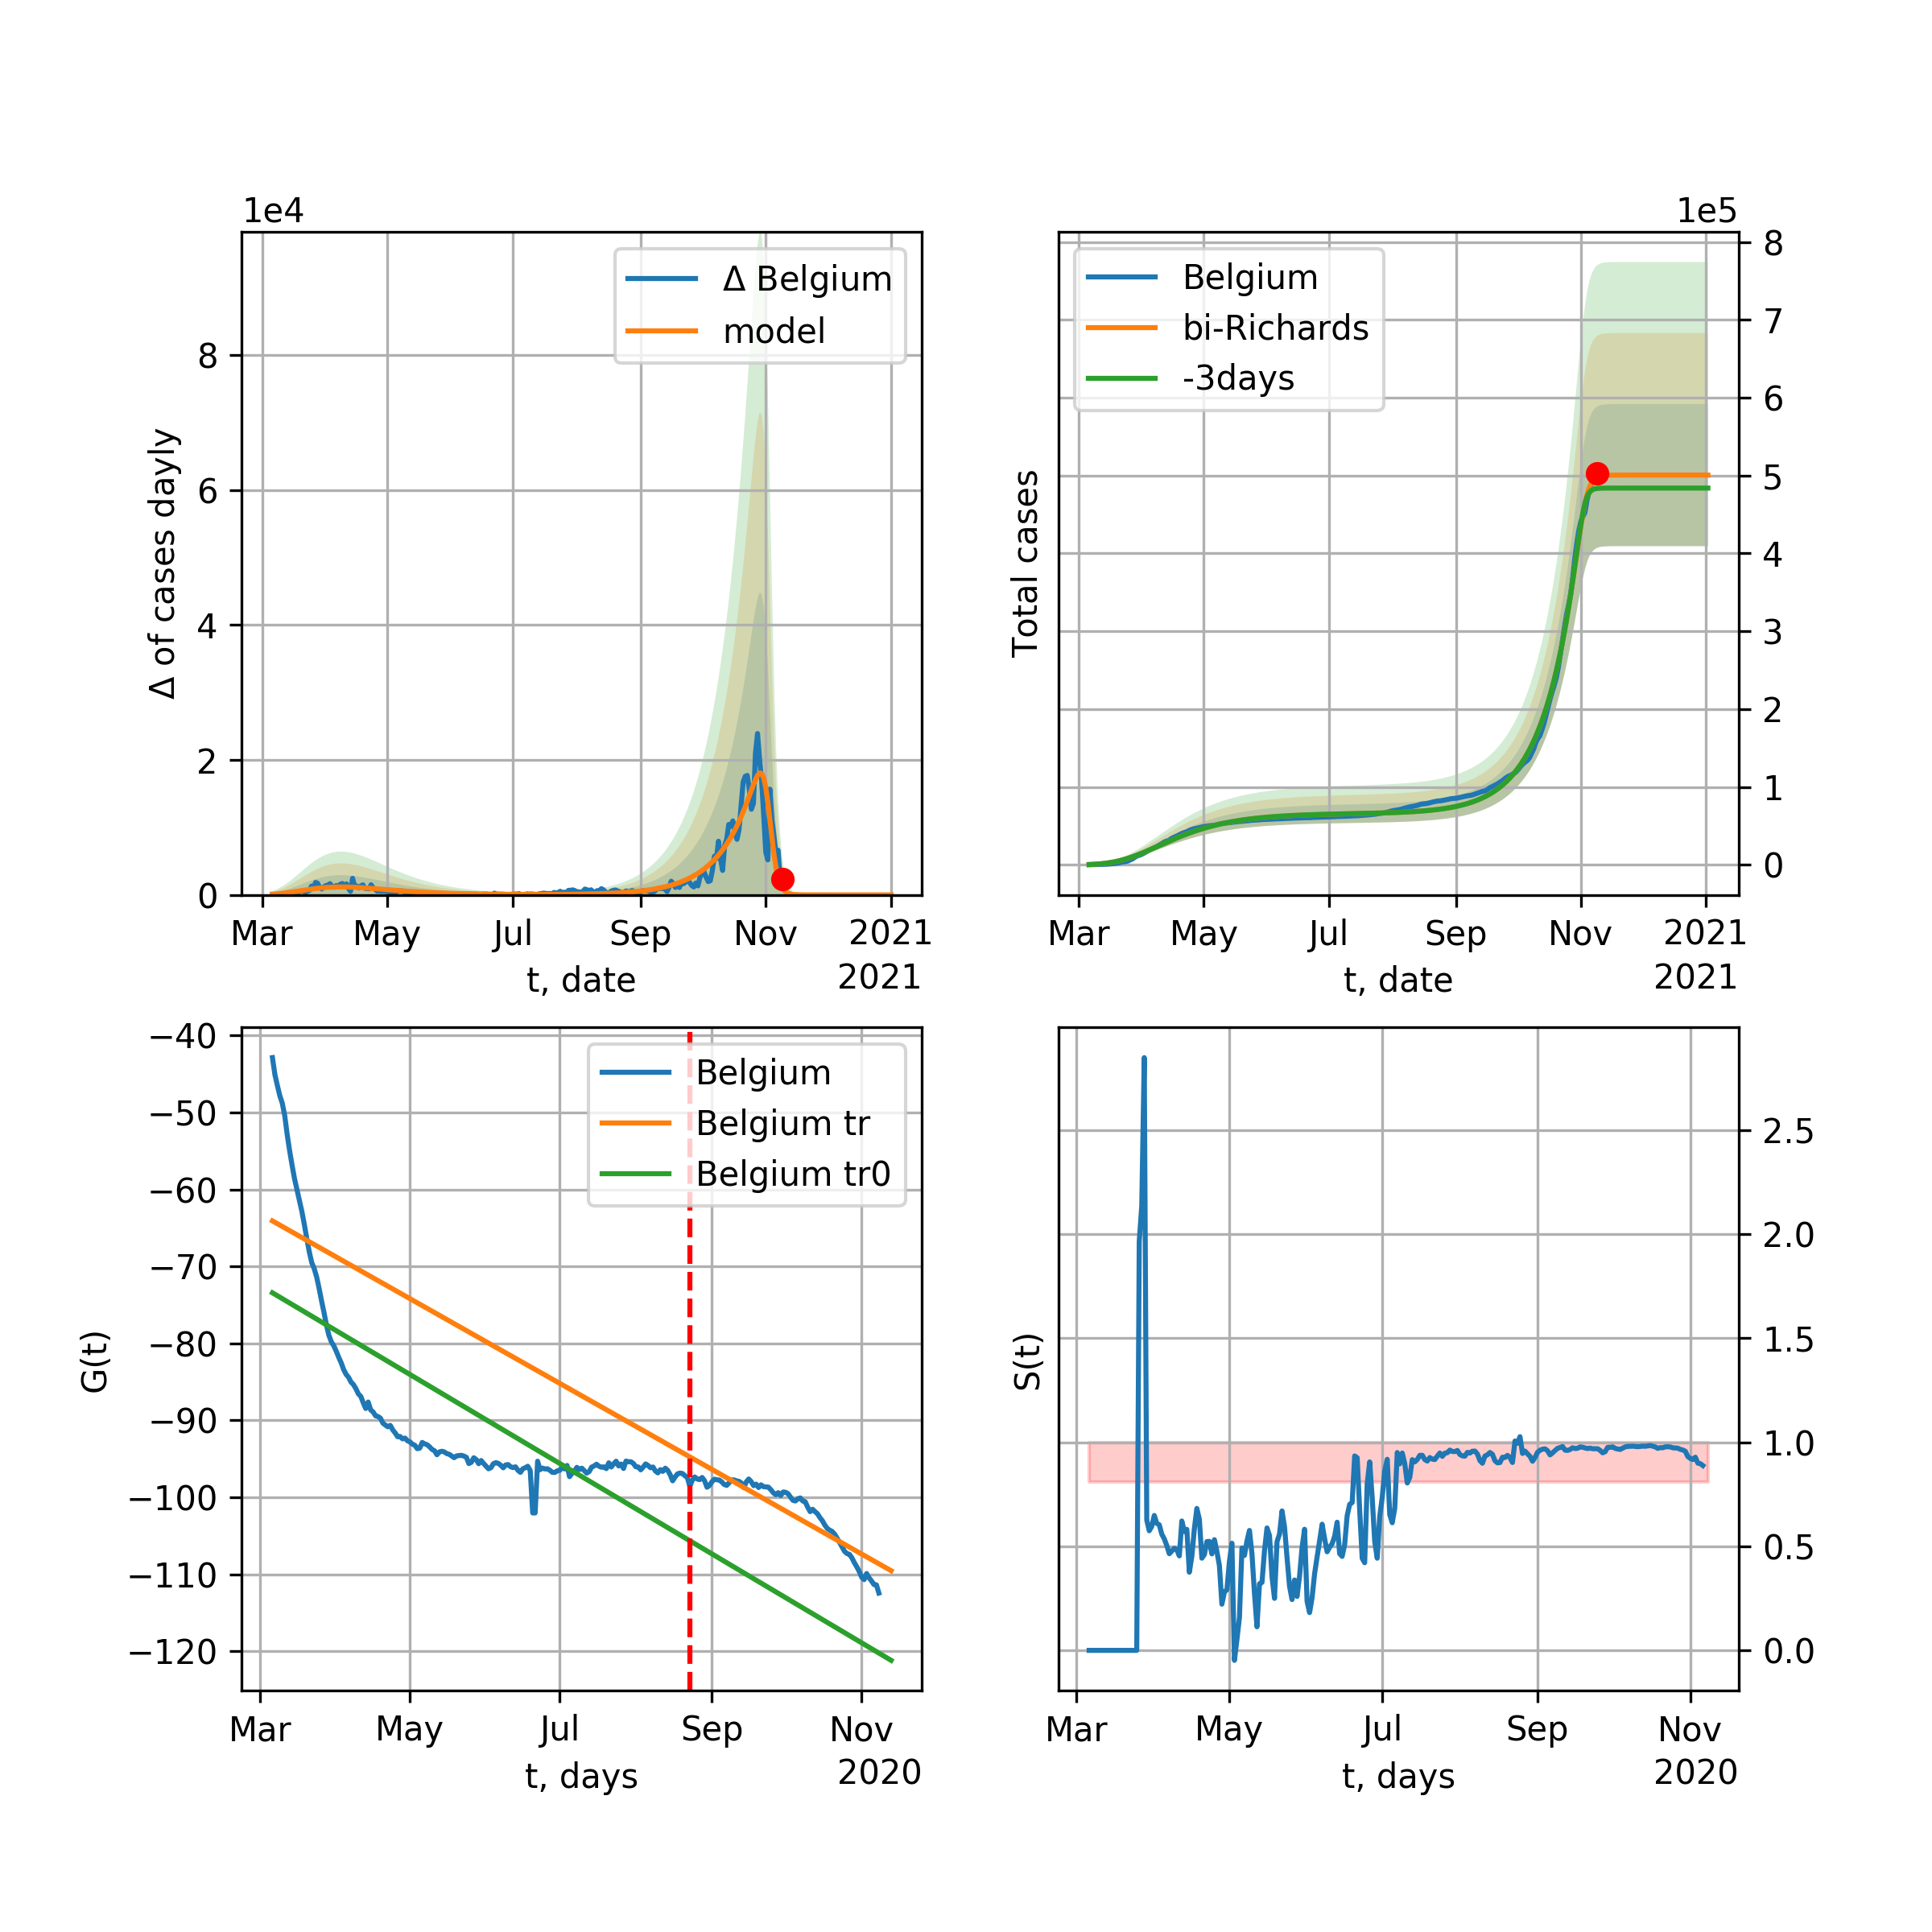 1e4
Δ Belgium
model
8
6
4
2
0
Δ of cases dayly
Mar May Jul Sep Nov 2021
t, date 2021
1e5
Belgium
bi-Richards
-3days
8
7
6
5
4
3
2
1
0
Total cases
Mar May Jul Sep Nov 2021
t, date 2021
−40
−50
−60
−70
−80
−90
−100
−110
−120
G(t)
Belgium
Belgium tr
Belgium tr0
Mar May Jul Sep Nov
t, days 2020
2.5
2.0
1.5
1.0
0.5
0.0
S(t)
Mar May Jul Sep Nov
t, days 2020